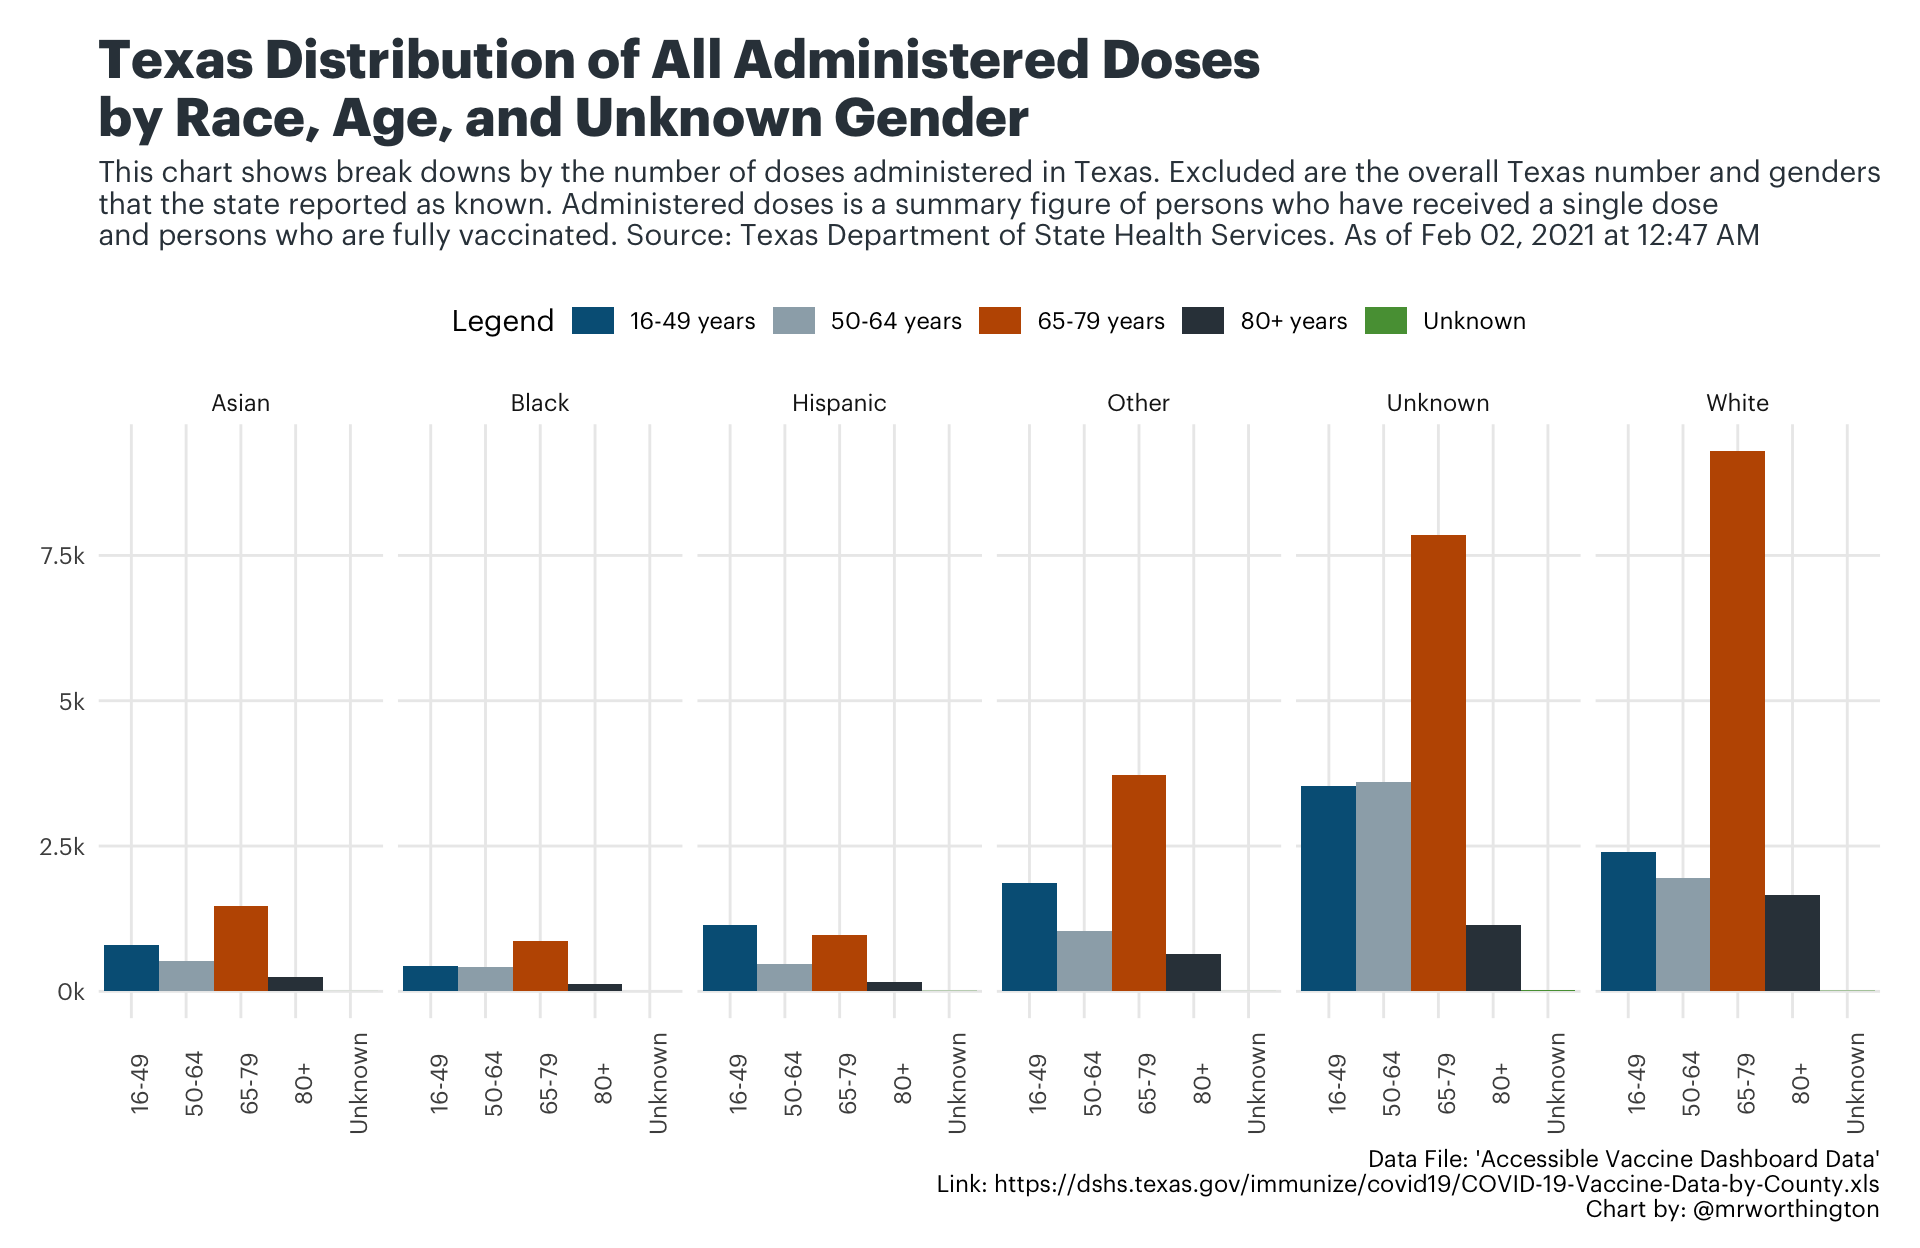 Texas Distribution of All Administered Doses
by Race, Age, and Unknown Gender
This chart shows break downs by the number of doses administered in Texas. Excluded are the overall Texas number and genders
that the state reported as known. Administered doses is a summary figure of persons who have received a single dose
and persons who are fully vaccinated. Source: Texas Department of State Health Services. As of Feb 02, 2021 at 12:47 AM
Legend 16-49 years 50-64 years 65-79 years 80+ years Unknown
Asian Black Hispanic Other Unknown White
7.5k
5k
2.5k
0k
16-49 50-64 65-79 80+ Unknown 16-49 50-64 65-79 80+ Unknown 16-49 50-64 65-79 80+ Unknown 16-49 50-64 65-79 80+ Unknown 16-49 50-64 65-79 80+ Unknown 16-49 50-64 65-79 80+ Unknown
Data File: 'Accessible Vaccine Dashboard Data'
Link: https://dshs.texas.gov/immunize/covid19/COVID-19-Vaccine-Data-by-County.xls
Chart by: @mrworthington